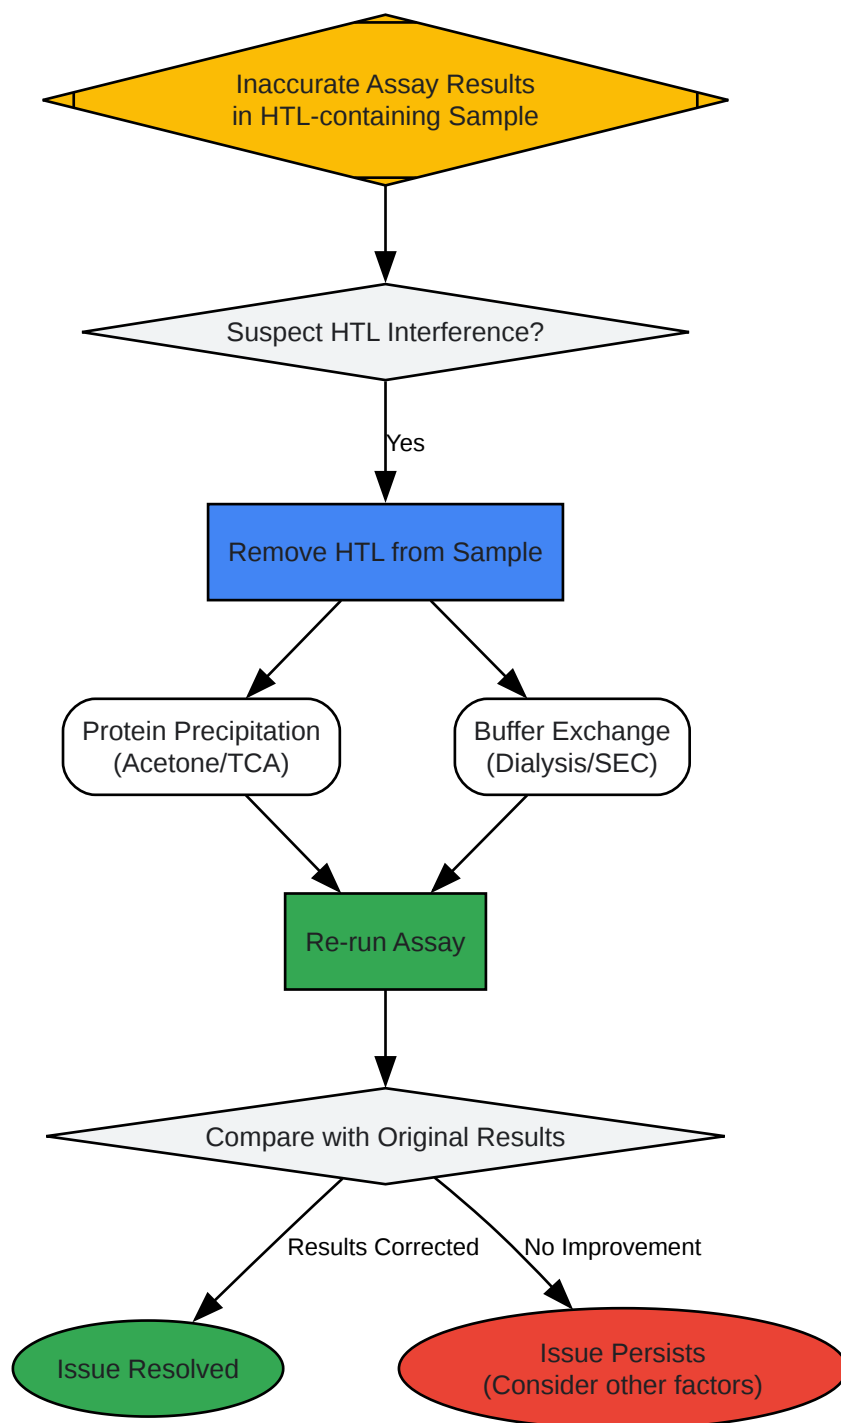 Inaccurate Assay Results
in HTL-containing Sample
Suspect HTL Interference?
Yes
Remove HTL from Sample
Protein Precipitation
(Acetone/TCA)
Buffer Exchange
(Dialysis/SEC)
Re-run Assay
Compare with Original Results
Results Corrected
No Improvement
Issue Resolved
Issue Persists
(Consider other factors)